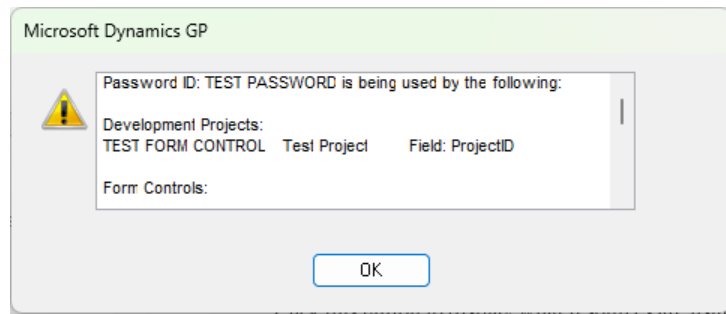 Microsoft Dynamics GP
Password ID: TEST PASSWORD is being used by the following:
Development Projects:
TEST FORM CONTROL Test Project Field: ProjectID
Form Controls:
OK